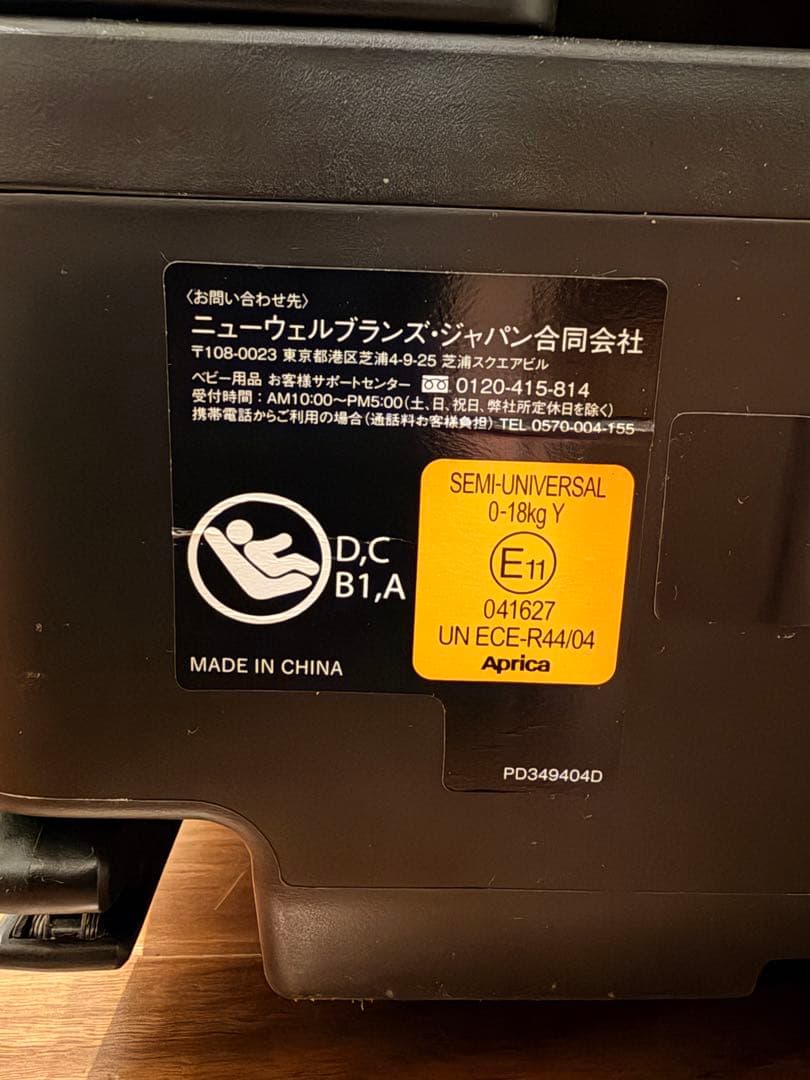 〈お問い合わせ先〉
ニューウェルブランズ・ジャパン合同会社
〒108-0023 東京都港区芝浦4-9-25 芝浦スクエアビル
ベビー用品 お客様サポートセンター 0120-415-814
受付時間：AM10:00〜PM5:00（土、日、祝日、弊社所定休日を除く）
携帯電話からご利用の場合（通話料お客様負担）TEL 0570-004-155
SEMI-UNIVERSAL
0-18kg Y
E11
041627
UN ECE-R44/04
Aprica
D,C
B1,A
MADE IN CHINA
PD349404D